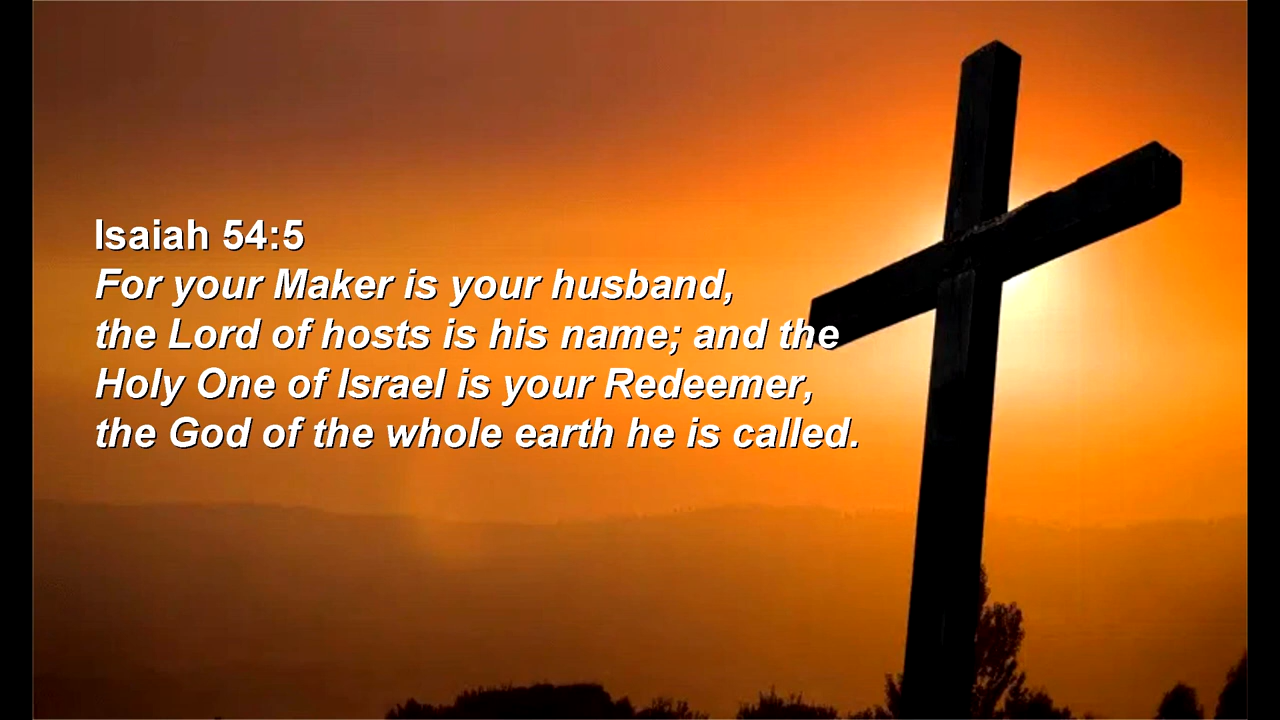 Isaiah 54:5
For your Maker is your husband,
the Lord of hosts is his name; and the
Holy One of Israel is your Redeemer,
the God of the whole earth he is called.